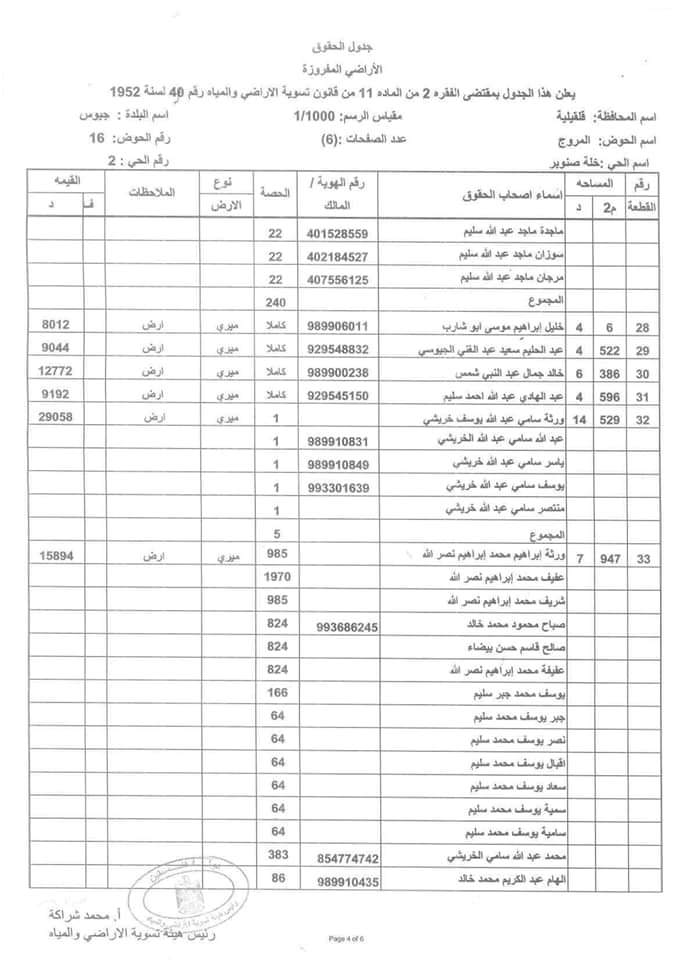 جدول الحقوق
الأراضي المفروزة
يعلن هذا الجدول بمقتضى الفقره 2 من الماده 11 من قانون تسوية الاراضي والمياه رقم 40 لسنة 1952
اسم المحافظة: قلقيلية مقياس الرسم: 1/1000 اسم البلدة : جيوس
اسم الحوض: المروج عدد الصفحات :(6) رقم الحوض: 16
اسم الحي :خلة صنوبر رقم الحي : 2
رقم القطعة المساحه م2 د اسماء اصحاب الحقوق رقم الهوية / المالك الحصة نوع الارض الملاحظات القيمه ف د
ماجدة ماجد عبد الله سليم 401528559 22
سوزان ماجد عبد الله سليم 402184527 22
مرجان ماجد عبد الله سليم 407556125 22
المجموع 240
28 6 4 خليل إبراهيم موسى ابو شارب 989906011 كاملا ميري ارض 8012
29 522 4 عبد الحليم سعيد عبد الغني الجيوسي 929548832 كاملا ميري ارض 9044
30 386 6 خالد جمال عبد النبي شمس 989900238 كاملا ميري ارض 12772
31 596 4 عبد الهادي عبد الله احمد سليم 929545150 كاملا ميري ارض 9192
32 529 14 ورثة سامي عبد الله يوسف خريشي 1 ميري ارض 29058
عبد الله سامي عبد الله الخريشي 989910831 1
ياسر سامي عبد الله خريشي 989910849 1
يوسف سامي عبد الله خريشي 993301639 1
منتصر سامي عبد الله خريشي 1
المجموع 5
33 947 7 ورثة إبراهيم محمد إبراهيم نصر الله 985 ميري ارض 15894
عفيف محمد إبراهيم نصر الله 1970
شريف محمد إبراهيم نصر الله 985
صباح محمود محمد خالد 993686245 824
صالح قاسم حسن بيضاء 824
عفيفة محمد إبراهيم نصر الله 824
يوسف محمد جبر سليم 166
جبر يوسف محمد سليم 64
نصر يوسف محمد سليم 64
اقبال يوسف محمد سليم 64
سعاد يوسف محمد سليم 64
سمية يوسف محمد سليم 64
سامية يوسف محمد سليم 64
محمد عبد الله سامي الخريشي 854774742 383
الهام عبد الكريم محمد خالد 989910435 86
أ. محمد شراكة
رئيس هيئة تسوية الاراضي والمياه
Page 4 of 6